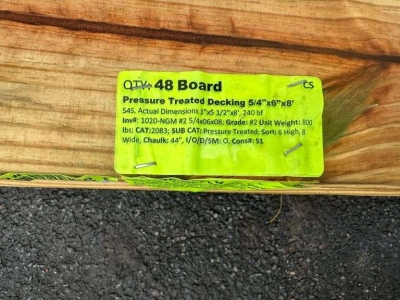 QTY: 48 Board CS
Pressure Treated Decking 5/4"x6"x8'
S4S, Actual Dimensions 1"x5 1/2"x8', 240 bf
Inv#: 1020-NGM #2 5/4x06x08; Grade: #2 Unit Weight: 800
lbs; CAT:2083; SUB CAT: Pressure Treated; Sort: 6 High, 8
Wide, Chaulk: 44", I/O/D/SM: O, Cons#: 51